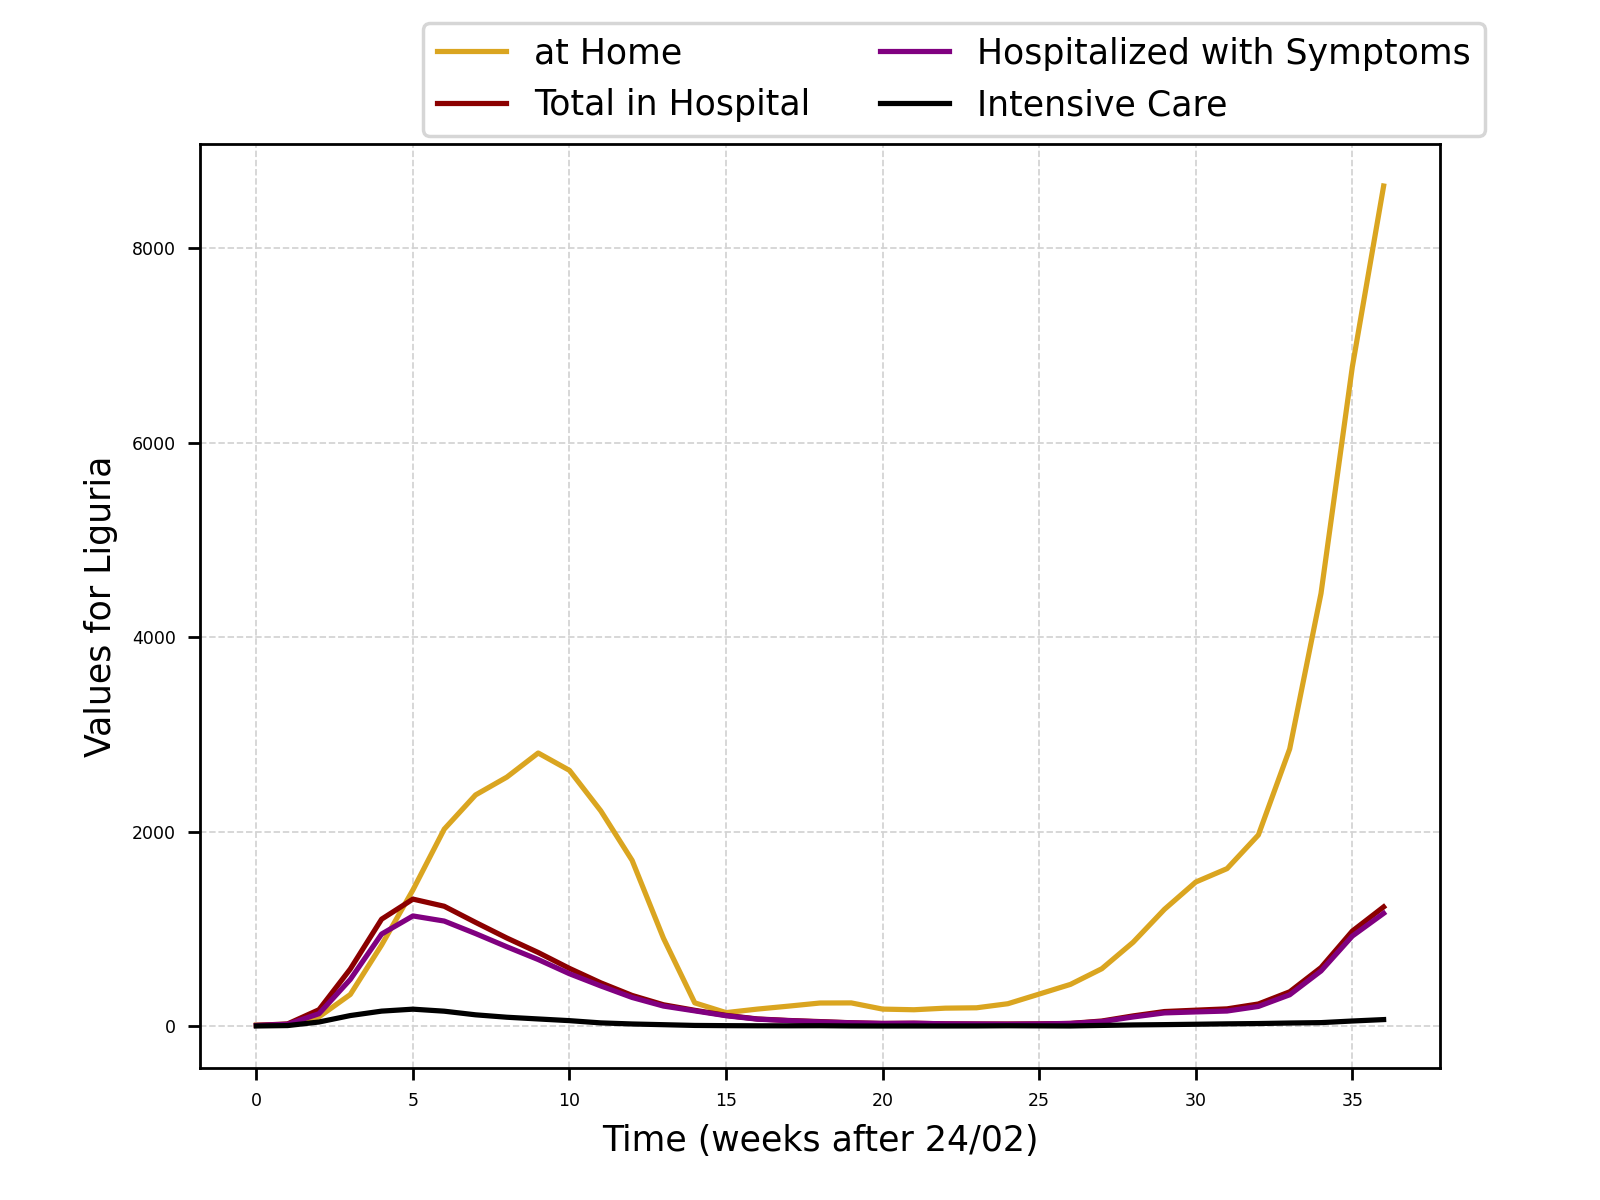 at Home
Total in Hospital
Hospitalized with Symptoms
Intensive Care
Values for Liguria
8000
6000
4000
2000
0
0 5 10 15 20 25 30 35
Time (weeks after 24/02)